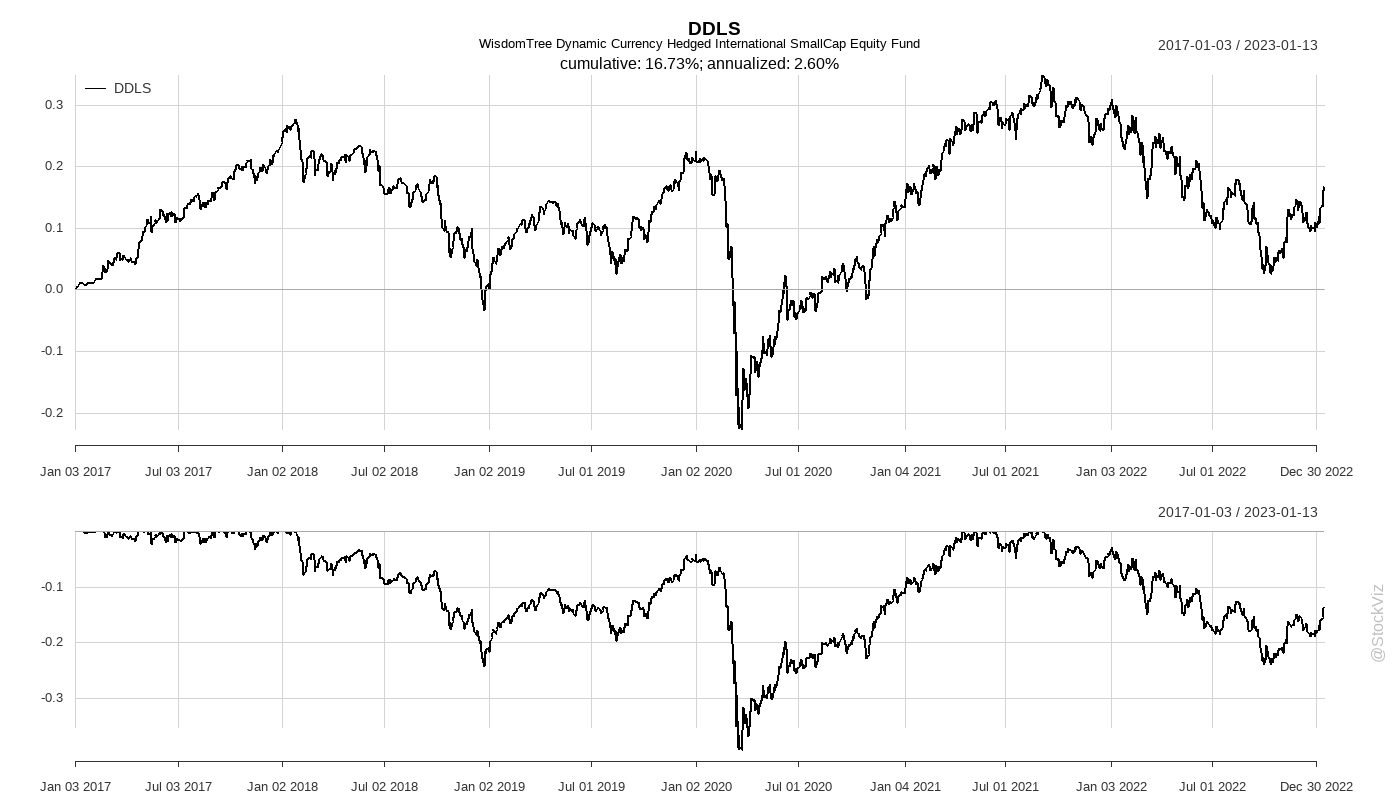 DDLS
WisdomTree Dynamic Currency Hedged International SmallCap Equity Fund
2017-01-03 / 2023-01-13
cumulative: 16.73%; annualized: 2.60%
DDLS
0.3
0.2
0.1
0.0
-0.1
-0.2
Jan 03 2017 Jul 03 2017 Jan 02 2018 Jul 02 2018 Jan 02 2019 Jul 01 2019 Jan 02 2020 Jul 01 2020 Jan 04 2021 Jul 01 2021 Jan 03 2022 Jul 01 2022 Dec 30 2022
2017-01-03 / 2023-01-13
-0.1
-0.2
-0.3
Jan 03 2017 Jul 03 2017 Jan 02 2018 Jul 02 2018 Jan 02 2019 Jul 01 2019 Jan 02 2020 Jul 01 2020 Jan 04 2021 Jul 01 2021 Jan 03 2022 Jul 01 2022 Dec 30 2022
@StockViz